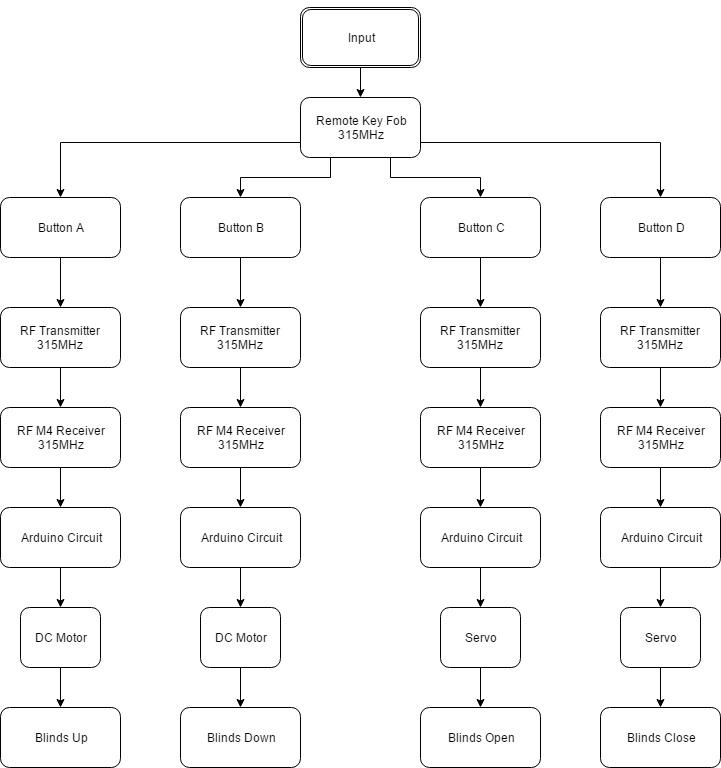 Input
Remote Key Fob
315MHz
Button A
Button B
Button C
Button D
RF Transmitter
315MHz
RF Transmitter
315MHz
RF Transmitter
315MHz
RF Transmitter
315MHz
RF M4 Receiver
315MHz
RF M4 Receiver
315MHz
RF M4 Receiver
315MHz
RF M4 Receiver
315MHz
Arduino Circuit
Arduino Circuit
Arduino Circuit
Arduino Circuit
DC Motor
DC Motor
Servo
Servo
Blinds Up
Blinds Down
Blinds Open
Blinds Close